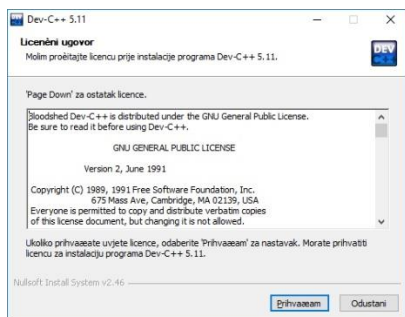 Dev-C++ 5.11
Licenèni ugovor
Molim proèitajte licencu prije instalacije programa Dev-C++ 5.11.
DEV
'Page Down' za ostatak licence.
Bloodshed Dev-C++ is distributed under the GNU General Public License.
Be sure to read it before using Dev-C++.
GNU GENERAL PUBLIC LICENSE
Version 2, June 1991
Copyright (C) 1989, 1991 Free Software Foundation, Inc.
675 Mass Ave, Cambridge, MA 02139, USA
Everyone is permitted to copy and distribute verbatim copies
of this license document, but changing it is not allowed.
Ukoliko prihvaæate uvjete licence, odaberite 'Prihvaæam' za nastavak. Morate prihvatiti
licencu za instalaciju programa Dev-C++ 5.11.
Nullsoft Install System v2.46
Prihvaæam
Odustani